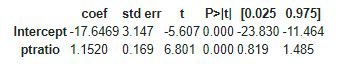 coef std err t P>|t| [0.025 0.975]
Intercept -17.6469 3.147 -5.607 0.000 -23.830 -11.464
ptratio 1.1520 0.169 6.801 0.000 0.819 1.485